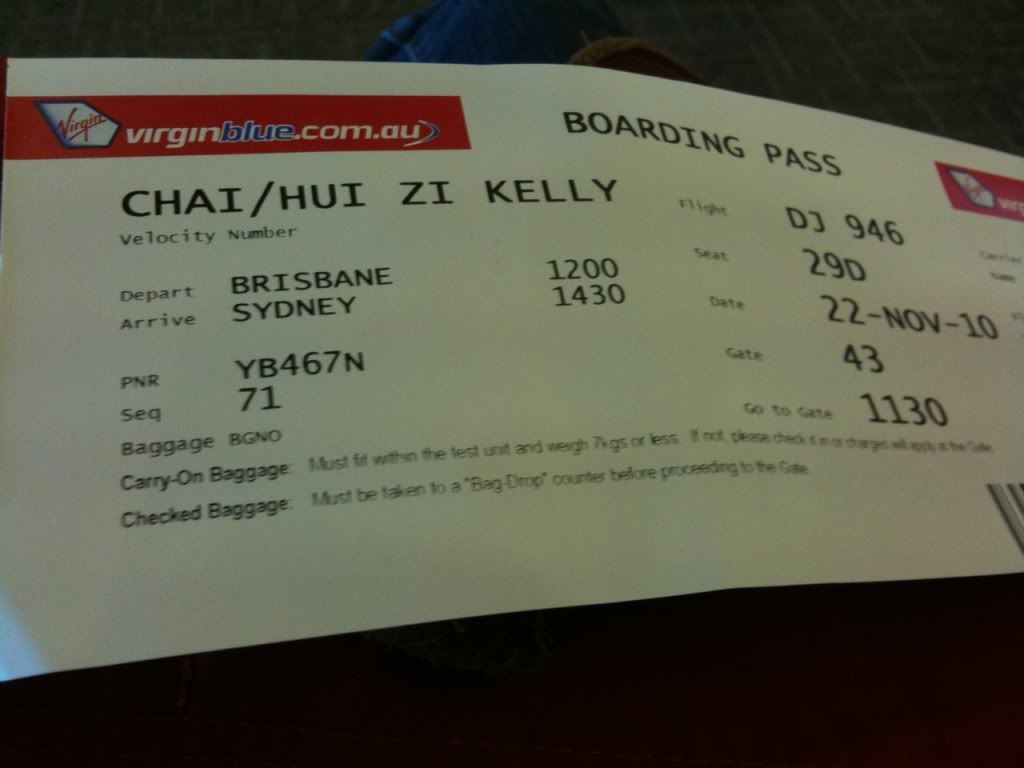 Virgin virginblue.com.au
BOARDING PASS
CHAI/HUI ZI KELLY
Velocity Number
Flight DJ 946
Seat 29D
Depart BRISBANE 1200
Arrive SYDNEY 1430
Date 22-NOV-10
PNR YB467N
Gate 43
Seq 71
Go to Gate 1130
Baggage BGNO
Carry-On Baggage: Must fit within the test unit and weigh 7kgs or less. If not, please check it in or charges will apply at the Gate
Checked Baggage: Must be taken to a "Bag-Drop" counter before proceeding to the Gate
Carrier
Name